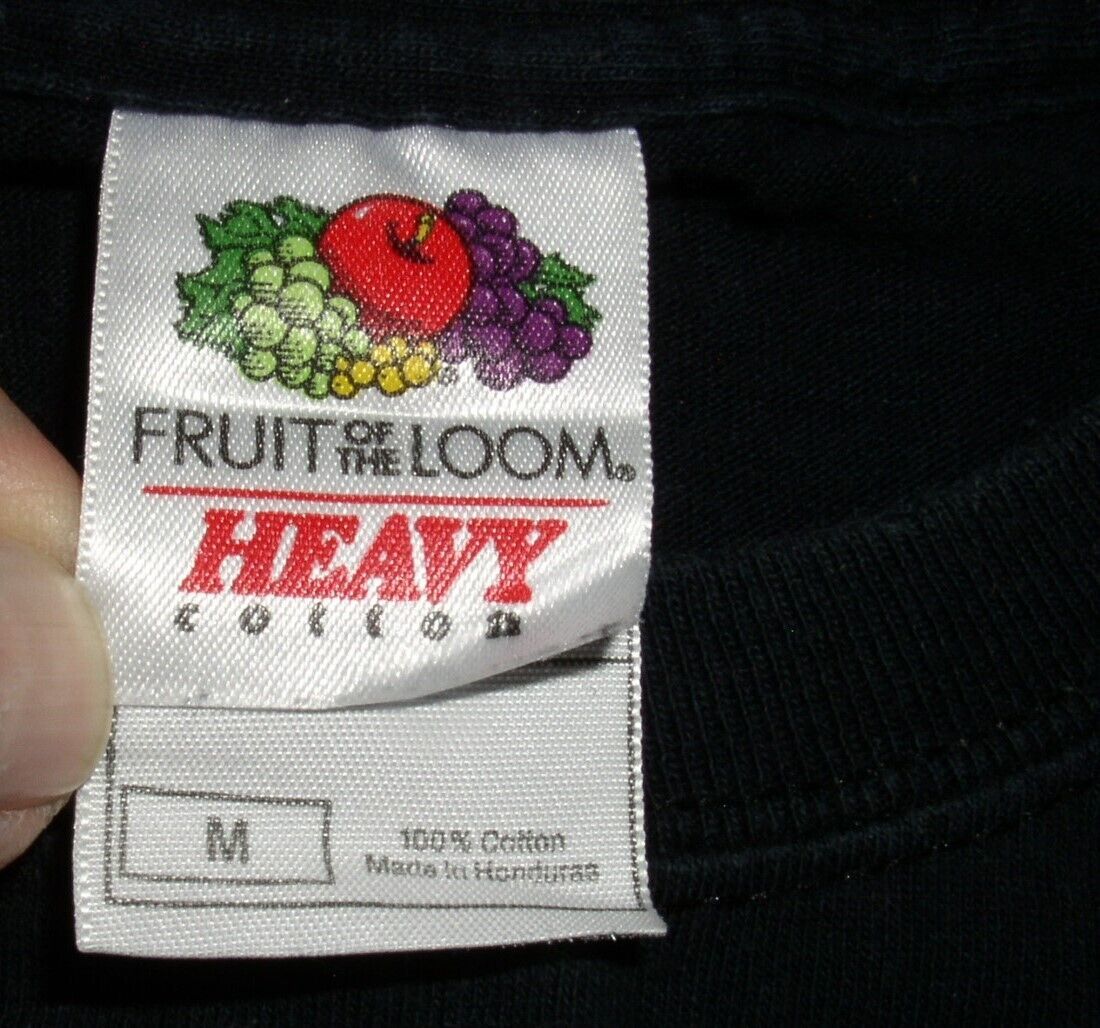 ®
FRUIT OF THE LOOM®
HEAVY
cotton
M
100% Cotton
Made in Honduras